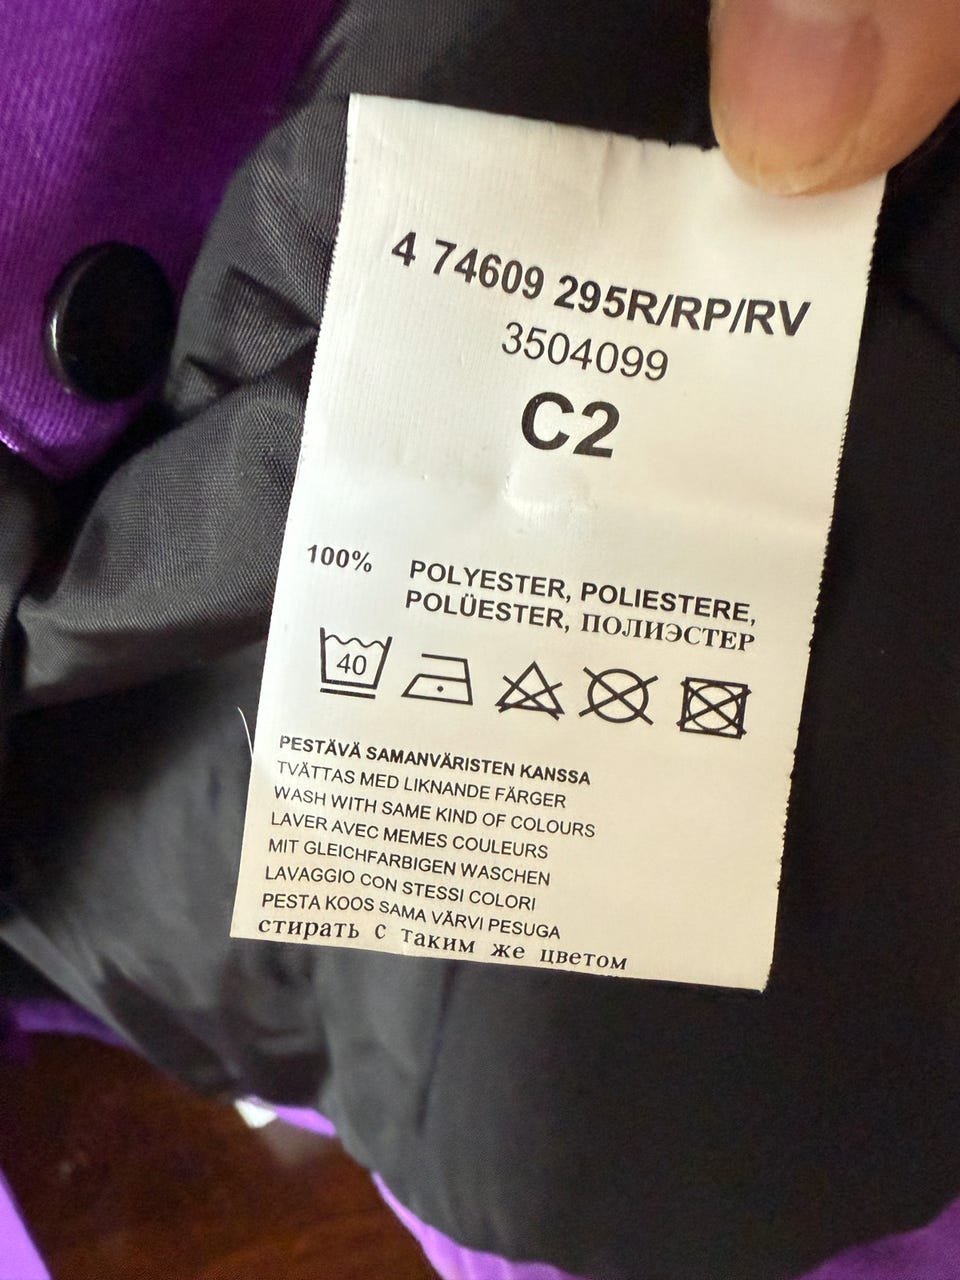 4 74609 295R/RP/RV
3504099
C2
100% POLYESTER, POLIESTERE,
POLÜESTER, ПОЛИЭСТЕР
40
PESTÄVÄ SAMANVÄRISTEN KANSSA
TVÄTTAS MED LIKNANDE FÄRGER
WASH WITH SAME KIND OF COLOURS
LAVER AVEC MEMES COULEURS
MIT GLEICHFARBIGEN WASCHEN
LAVAGGIO CON STESSI COLORI
PESTA KOOS SAMA VÄRVI PESUGA
стирать с таким же цветом